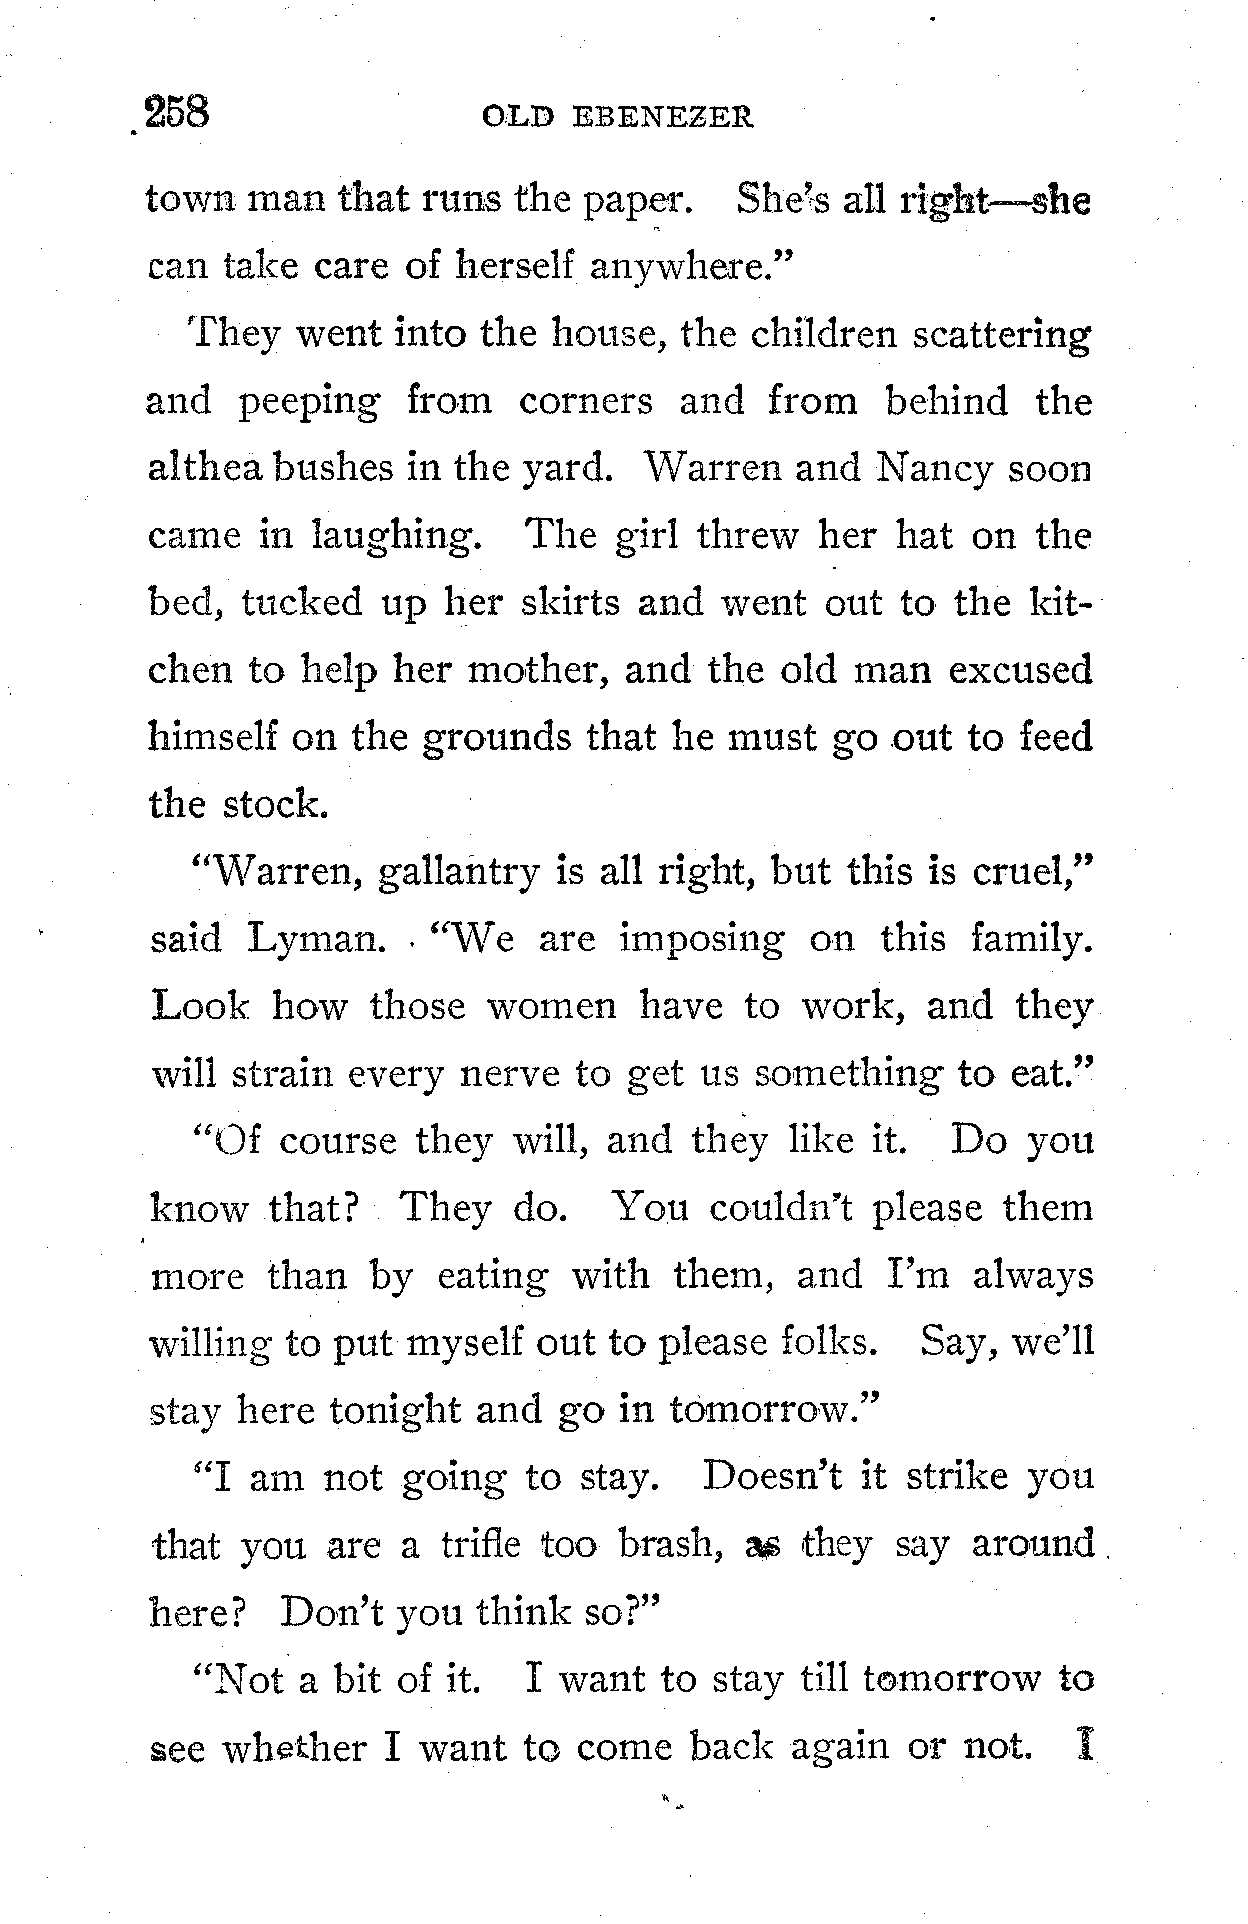 258 OLD EBENEZER
town man that runs the paper. She's all right—she
can take care of herself anywhere.”
They went into the house, the children scattering
and peeping from corners and from behind the
althea bushes in the yard. Warren and Nancy soon
came in laughing. The girl threw her hat on the
bed, tucked up her skirts and went out to the kit-
chen to help her mother, and the old man excused
himself on the grounds that he must go out to feed
the stock.
“Warren, gallantry is all right, but this is cruel,”
said Lyman. “We are imposing on this family.
Look how those women have to work, and they
will strain every nerve to get us something to eat.”
“Of course they will, and they like it. Do you
know that? They do. You couldn't please them
more than by eating with them, and I'm always
willing to put myself out to please folks. Say, we'll
stay here tonight and go in tomorrow.”
“I am not going to stay. Doesn't it strike you
that you are a trifle too brash, as they say around
here? Don't you think so?”
“Not a bit of it. I want to stay till tomorrow to
see whether I want to come back again or not. I